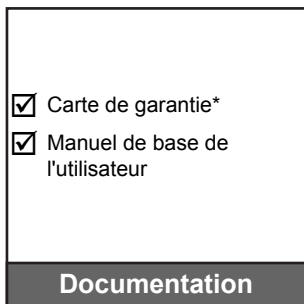 ☑ Carte de garantie*
☑ Manuel de base de
l'utilisateur
Documentation